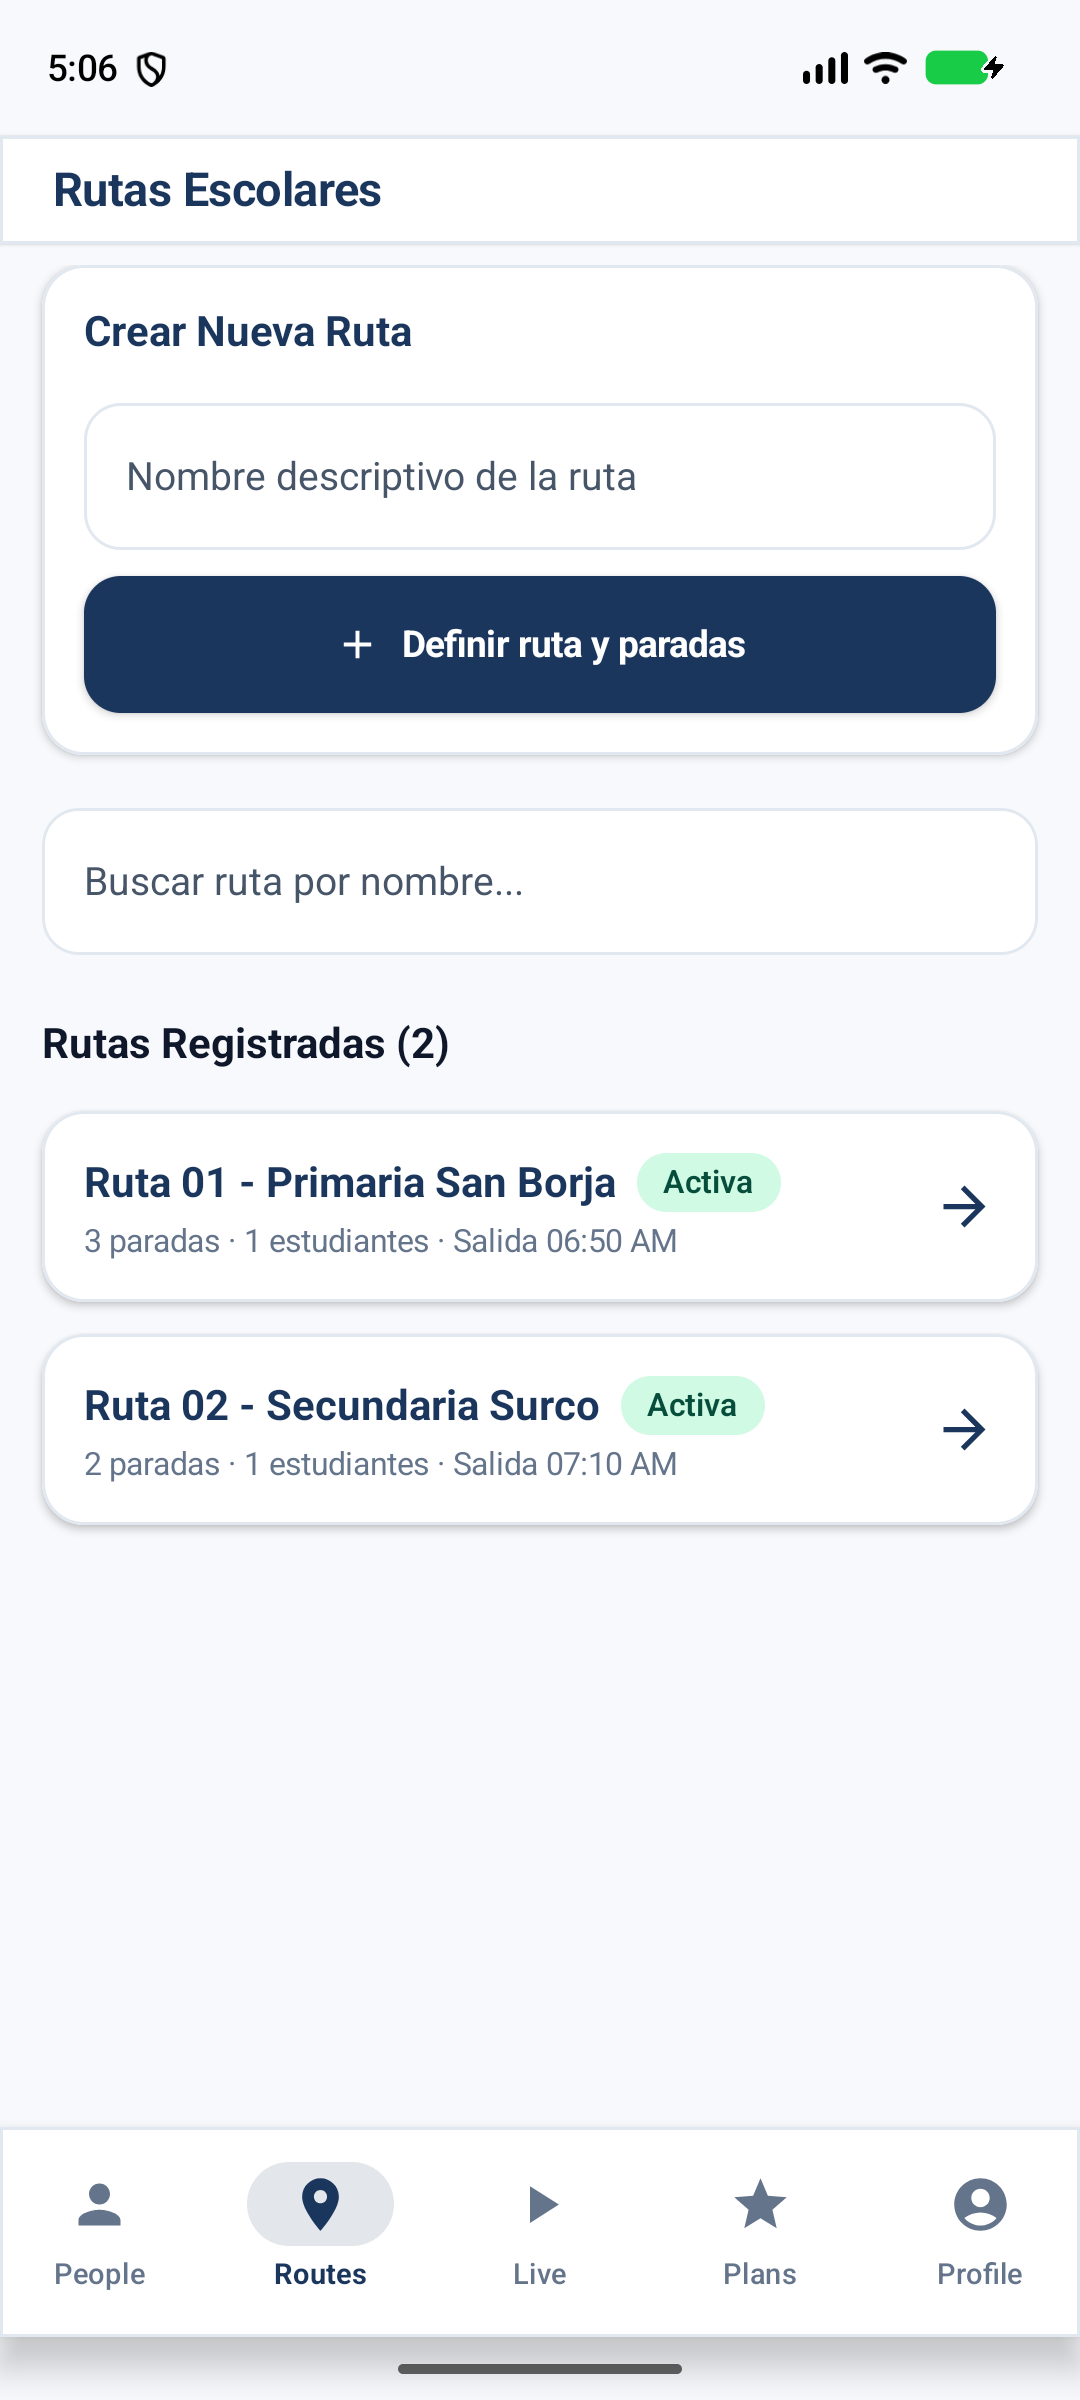 5:06
Rutas Escolares
Crear Nueva Ruta
Nombre descriptivo de la ruta
+ Definir ruta y paradas
Buscar ruta por nombre...
Rutas Registradas (2)
Ruta 01 - Primaria San Borja Activa
3 paradas · 1 estudiantes · Salida 06:50 AM
Ruta 02 - Secundaria Surco Activa
2 paradas · 1 estudiantes · Salida 07:10 AM
People Routes Live Plans Profile